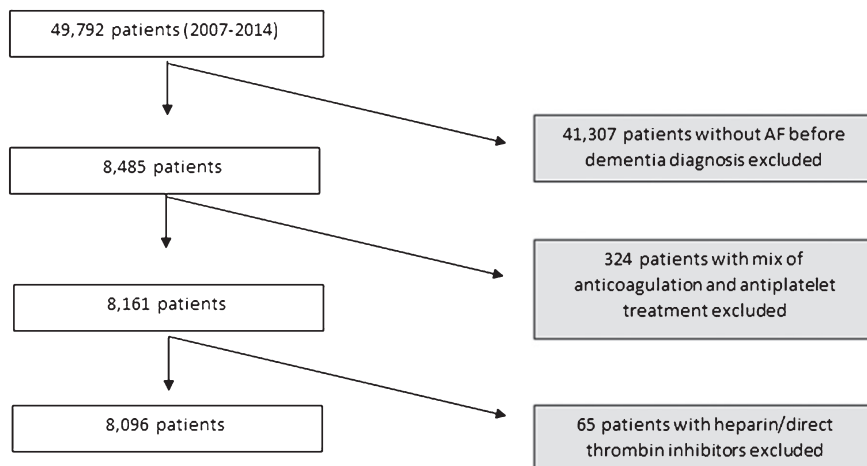 49,792 patients (2007-2014)
41,307 patients without AF before
dementia diagnosis excluded
8,485 patients
324 patients with mix of
anticoagulation and antiplatelet
treatment excluded
8,161 patients
65 patients with heparin/direct
thrombin inhibitors excluded
8,096 patients